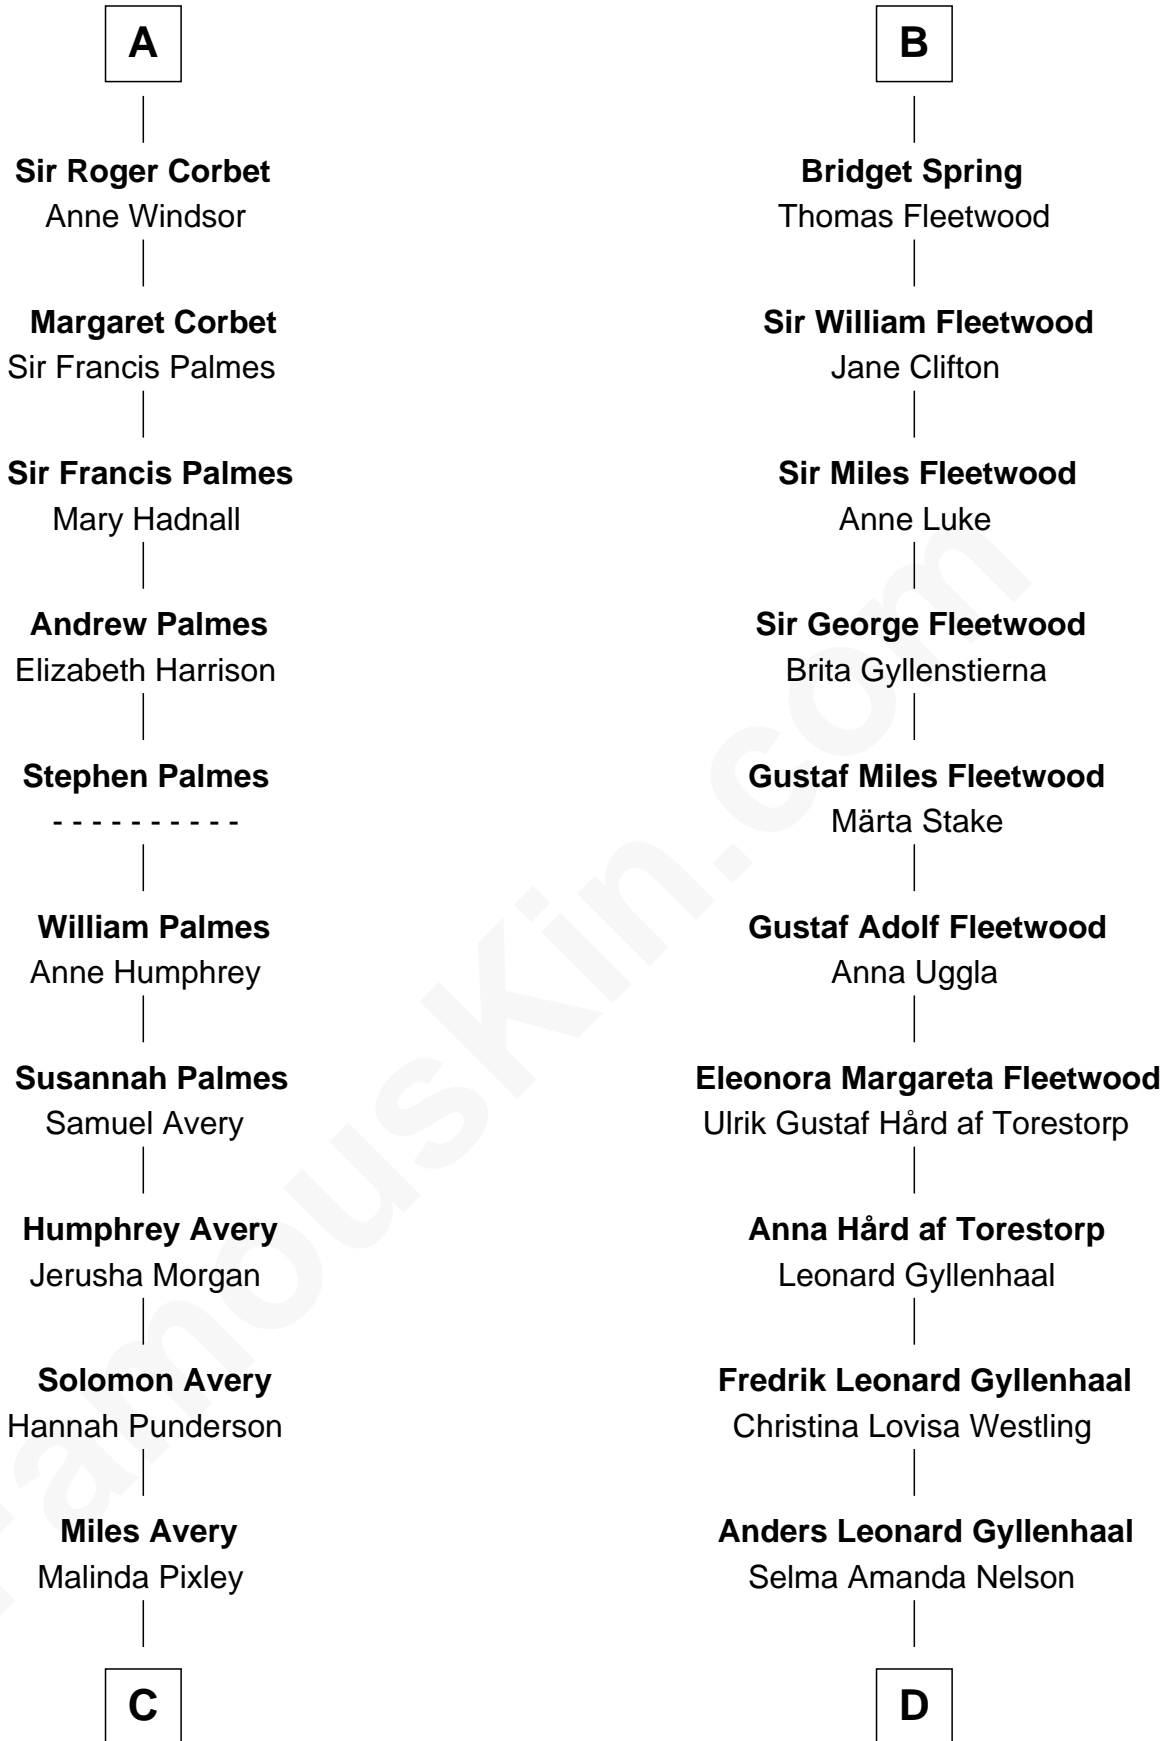 A
Sir Roger Corbet
Anne Windsor
Margaret Corbet
Sir Francis Palmes
Sir Francis Palmes
Mary Hadnall
Andrew Palmes
Elizabeth Harrison
Stephen Palmes
- - - - - - - - - -
William Palmes
Anne Humphrey
Susannah Palmes
Samuel Avery
Humphrey Avery
Jerusha Morgan
Solomon Avery
Hannah Punderson
Miles Avery
Malinda Pixley
C
B
Bridget Spring
Thomas Fleetwood
Sir William Fleetwood
Jane Clifton
Sir Miles Fleetwood
Anne Luke
Sir George Fleetwood
Brita Gyllenstierna
Gustaf Miles Fleetwood
Märta Stake
Gustaf Adolf Fleetwood
Anna Uggla
Eleonora Margareta Fleetwood
Ulrik Gustaf Hård af Torestorp
Anna Hård af Torestorp
Leonard Gyllenhaal
Fredrik Leonard Gyllenhaal
Christina Lovisa Westling
Anders Leonard Gyllenhaal
Selma Amanda Nelson
D
FamousKin.com